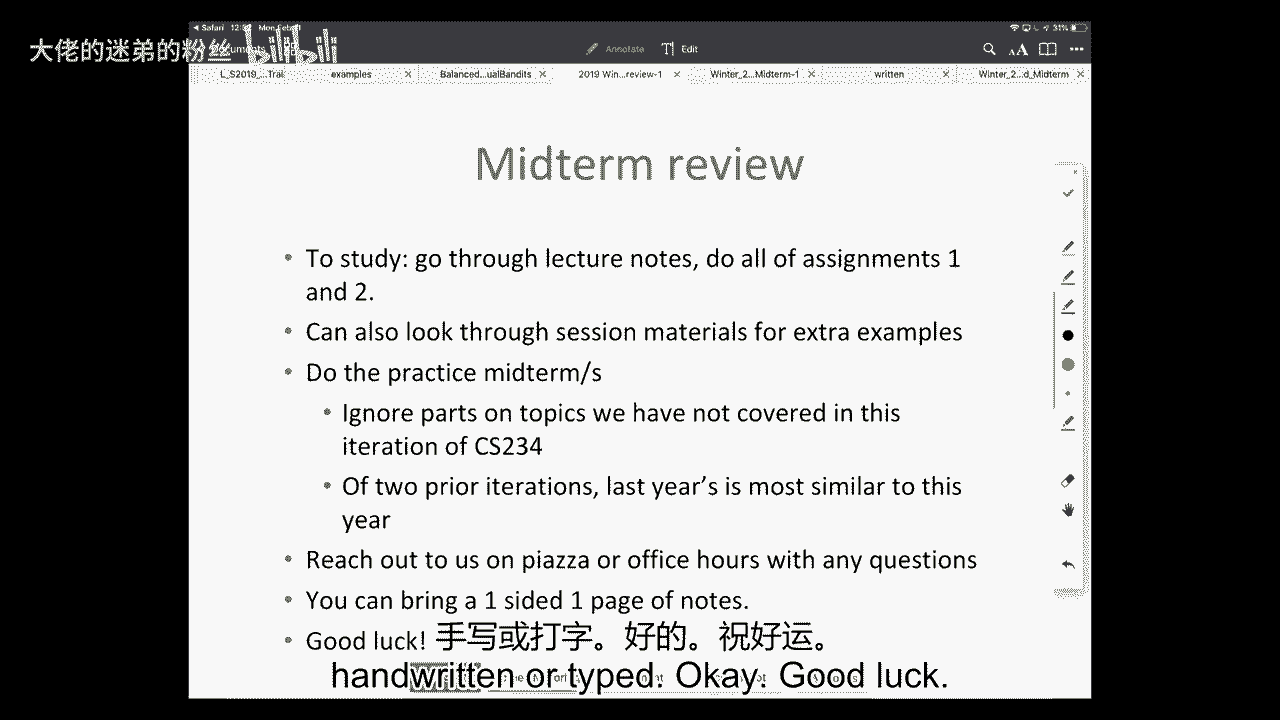 Safari
31%
大佬的迷弟的粉丝 bilibili
Annotate
Edit
L_S2019_...Trai
examples
Balanced...ualBandits
2019 Win...review-1
Winter_2...Midterm-1
written
Winter_2...d_Midterm
Midterm review
• To study: go through lecture notes, do all of assignments 1
and 2.
• Can also look through session materials for extra examples
• Do the practice midterm/s
• Ignore parts on topics we have not covered in this
iteration of CS234
• Of two prior iterations, last year’s is most similar to this
year
• Reach out to us on piazza or office hours with any questions
• You can bring a 1 sided 1 page of notes.
• Good luck!
手写或打字。好的。祝好运。
handwritten or typed. Okay. Good luck.